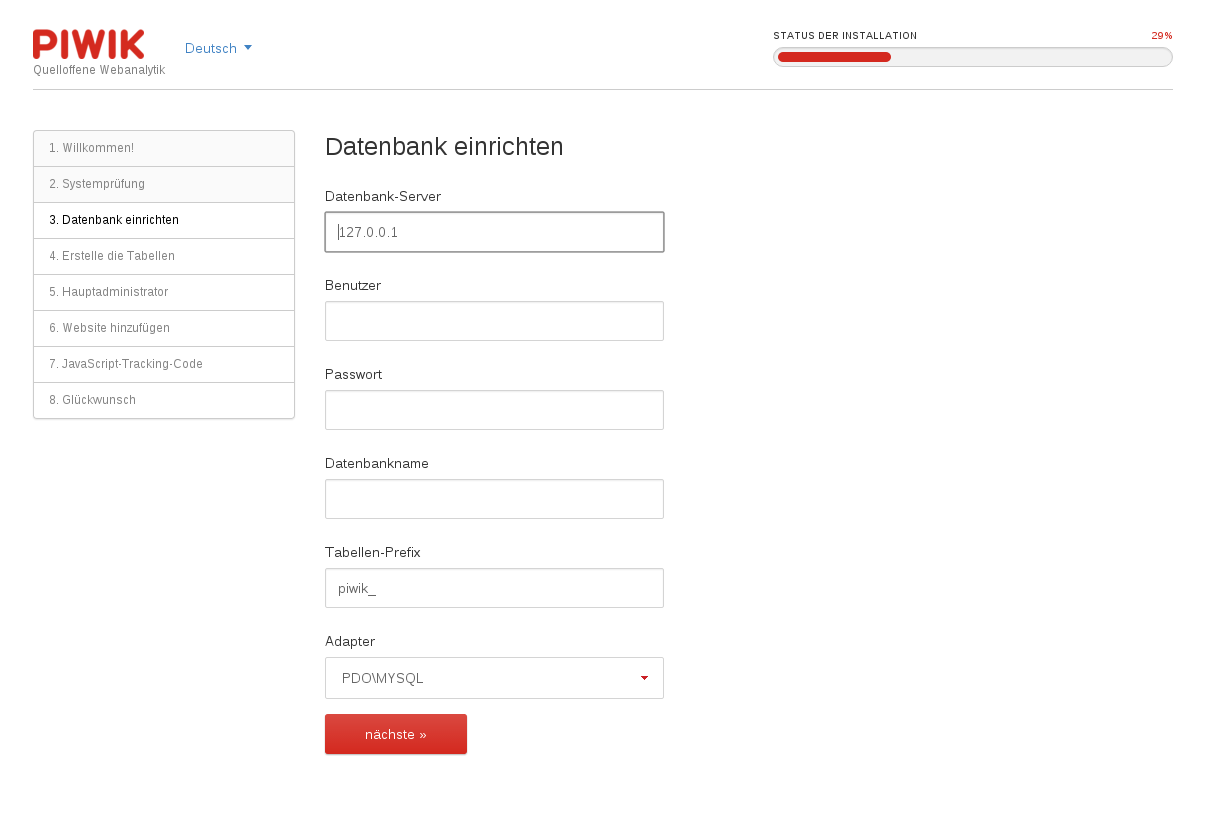 PIWIK
Quelloffene Webanalytik
Deutsch
STATUS DER INSTALLATION 29%
1. Willkommen!
2. Systemprüfung
3. Datenbank einrichten
4. Erstelle die Tabellen
5. Hauptadministrator
6. Website hinzufügen
7. JavaScript-Tracking-Code
8. Glückwunsch
Datenbank einrichten
Datenbank-Server
127.0.0.1
Benutzer
Passwort
Datenbankname
Tabellen-Prefix
piwik_
Adapter
PDO\MYSQL
nächste »